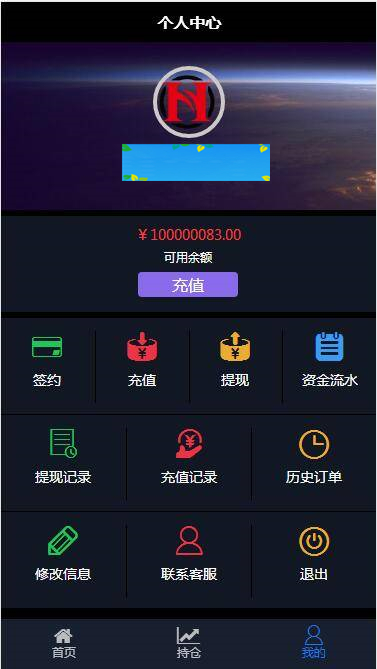 个人中心
￥100000083.00
可用余额
充值
签约 充值 提现 资金流水
提现记录 充值记录 历史订单
修改信息 联系客服 退出
首页 持仓 我的